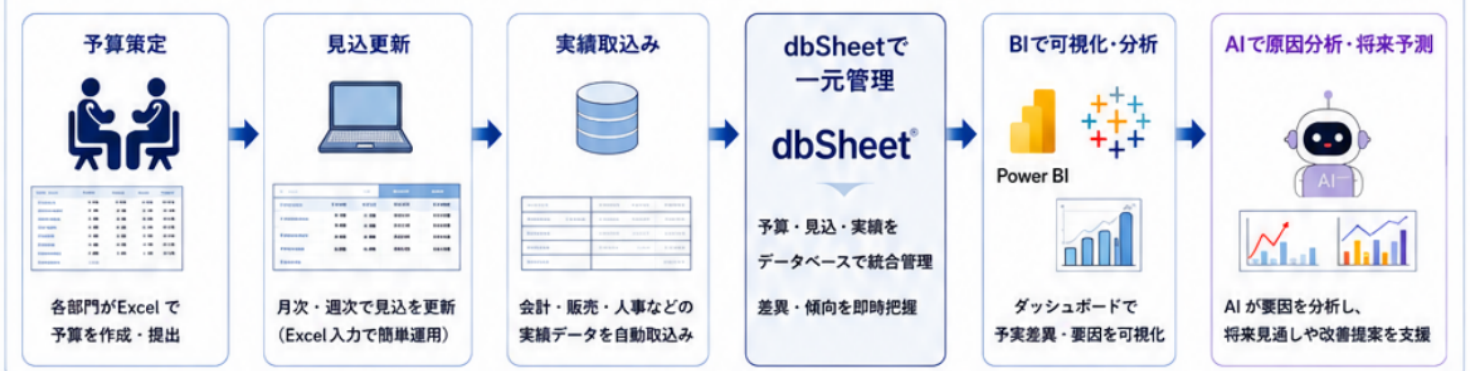 予算策定
各部門がExcel で
予算を作成・提出
見込更新
月次・週次で見込を更新
（Excel入力で簡単運用）
実績取込み
会計・販売・人事などの
実績データを自動取込み
dbSheetで
一元管理
dbSheet®
予算・見込・実績を
データベースで統合管理
差異・傾向を即時把握
BIで可視化・分析
Power BI
ダッシュボードで
予実差異・要因を可視化
AIで原因分析・将来予測
AI
AI が要因を分析し、
将来見通しや改善提案を支援